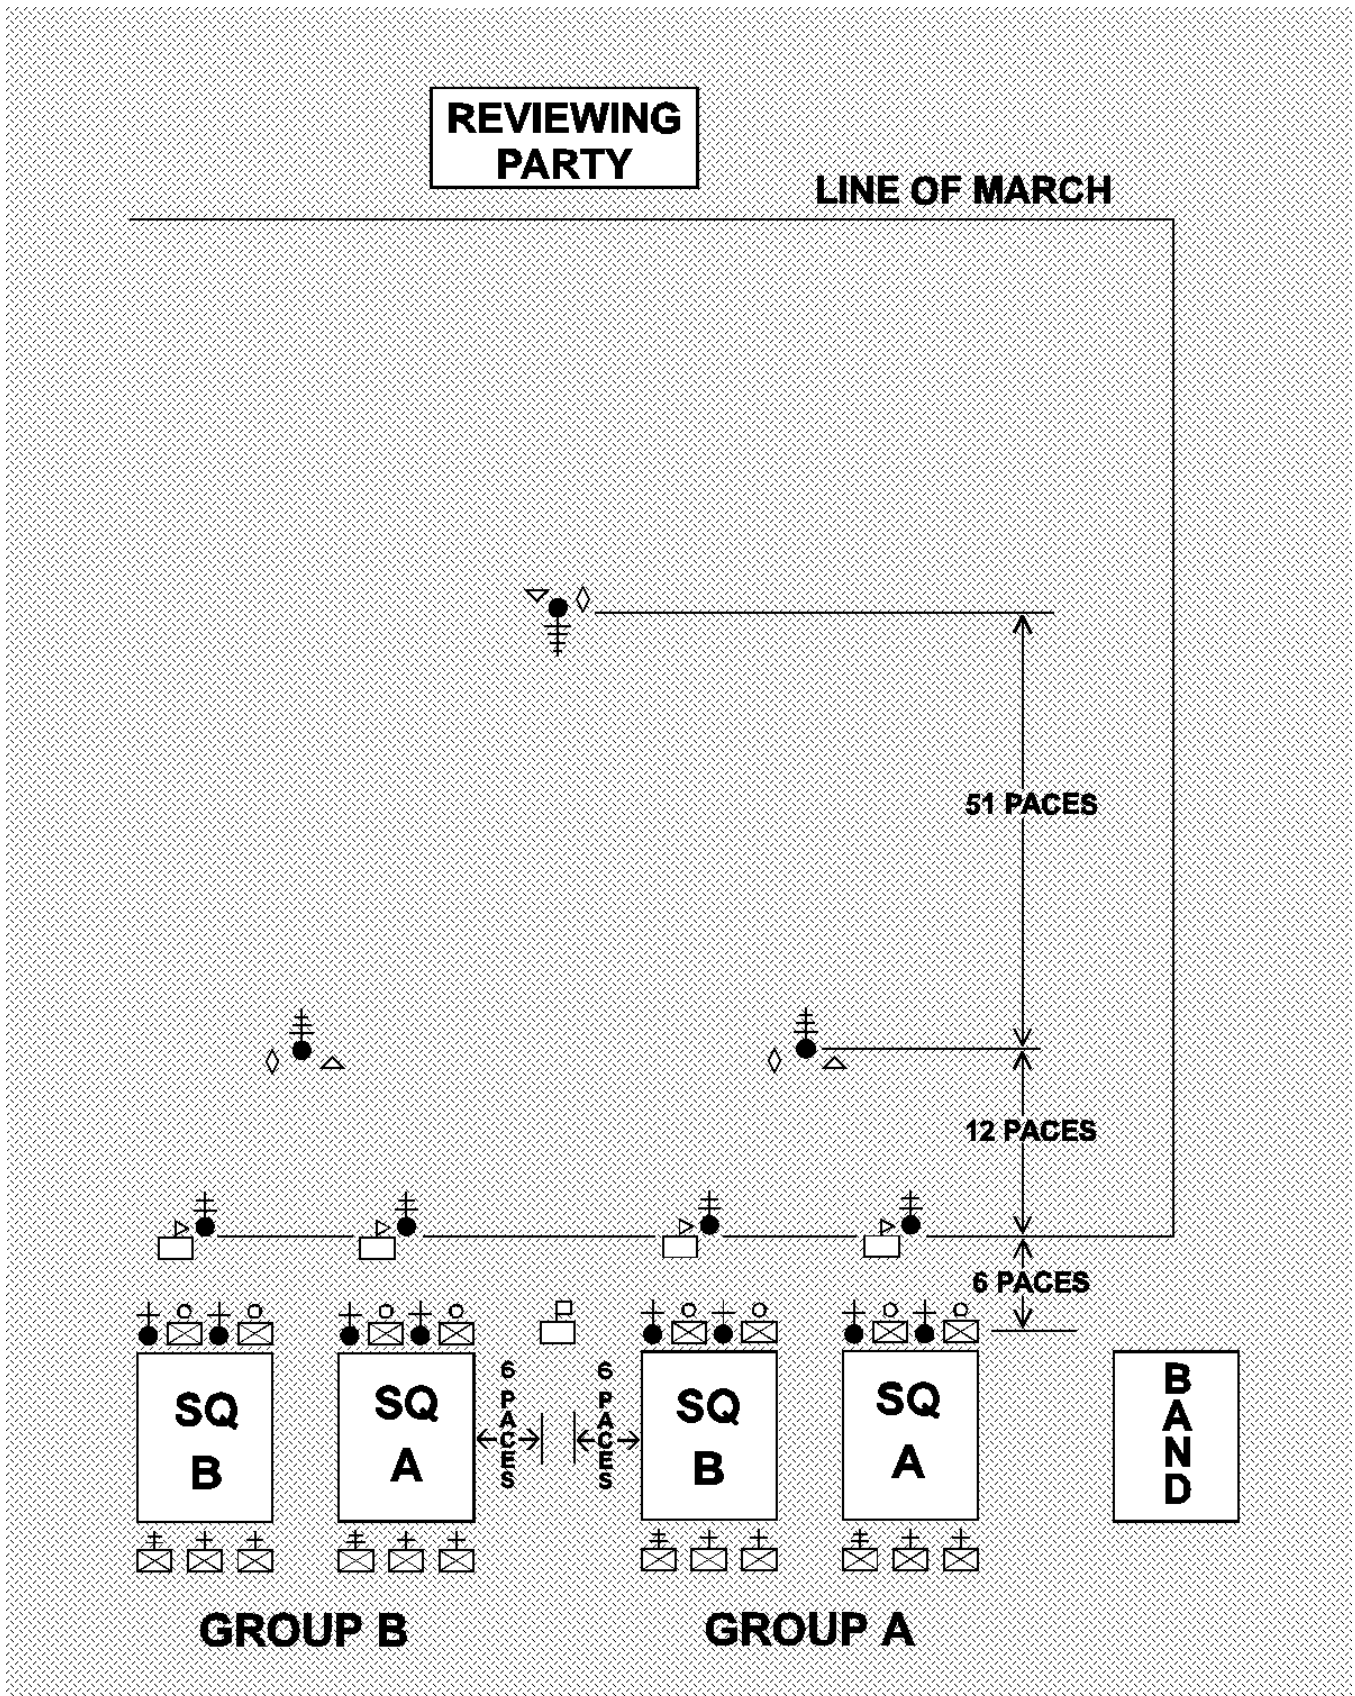 REVIEWING
PARTY
LINE OF MARCH
51 PACES
12 PACES
6 PACES
SQ
B
SQ
A
6 PACES
6 PACES
SQ
B
SQ
A
BAND
GROUP B
GROUP A